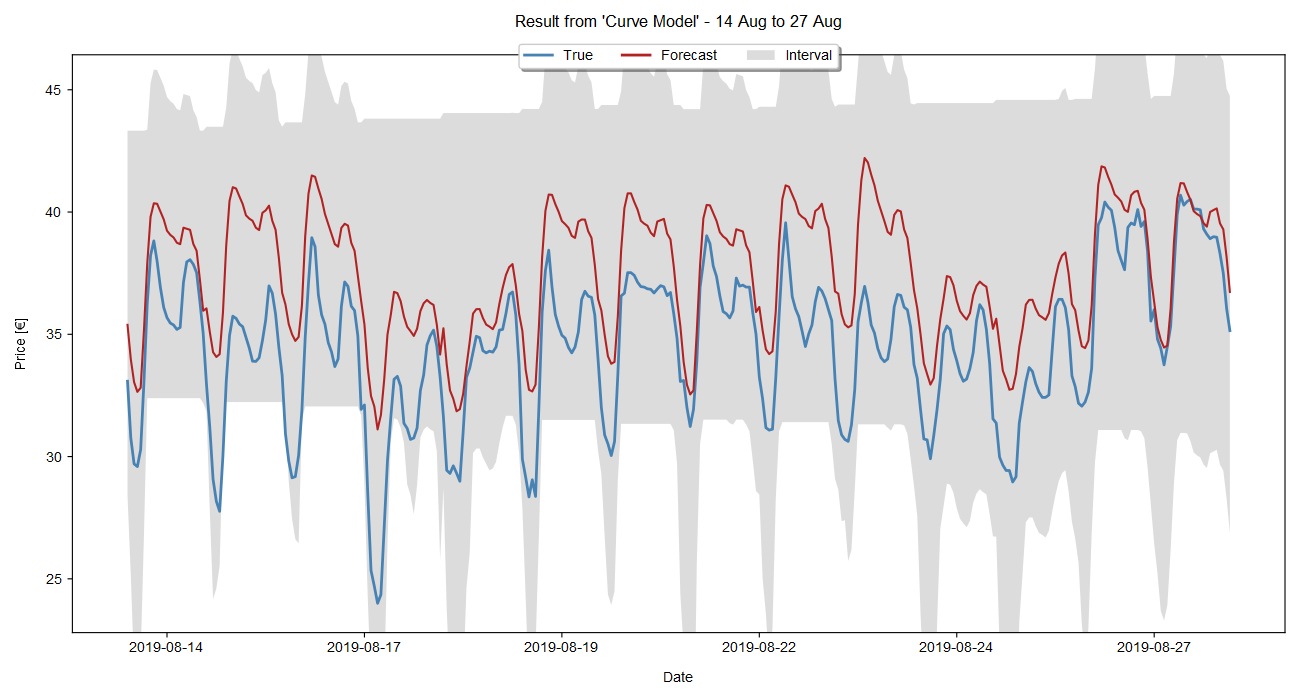 Result from 'Curve Model' - 14 Aug to 27 Aug
True Forecast Interval
45
40
35
30
25
Price [€]
2019-08-14 2019-08-17 2019-08-19 2019-08-22 2019-08-24 2019-08-27
Date